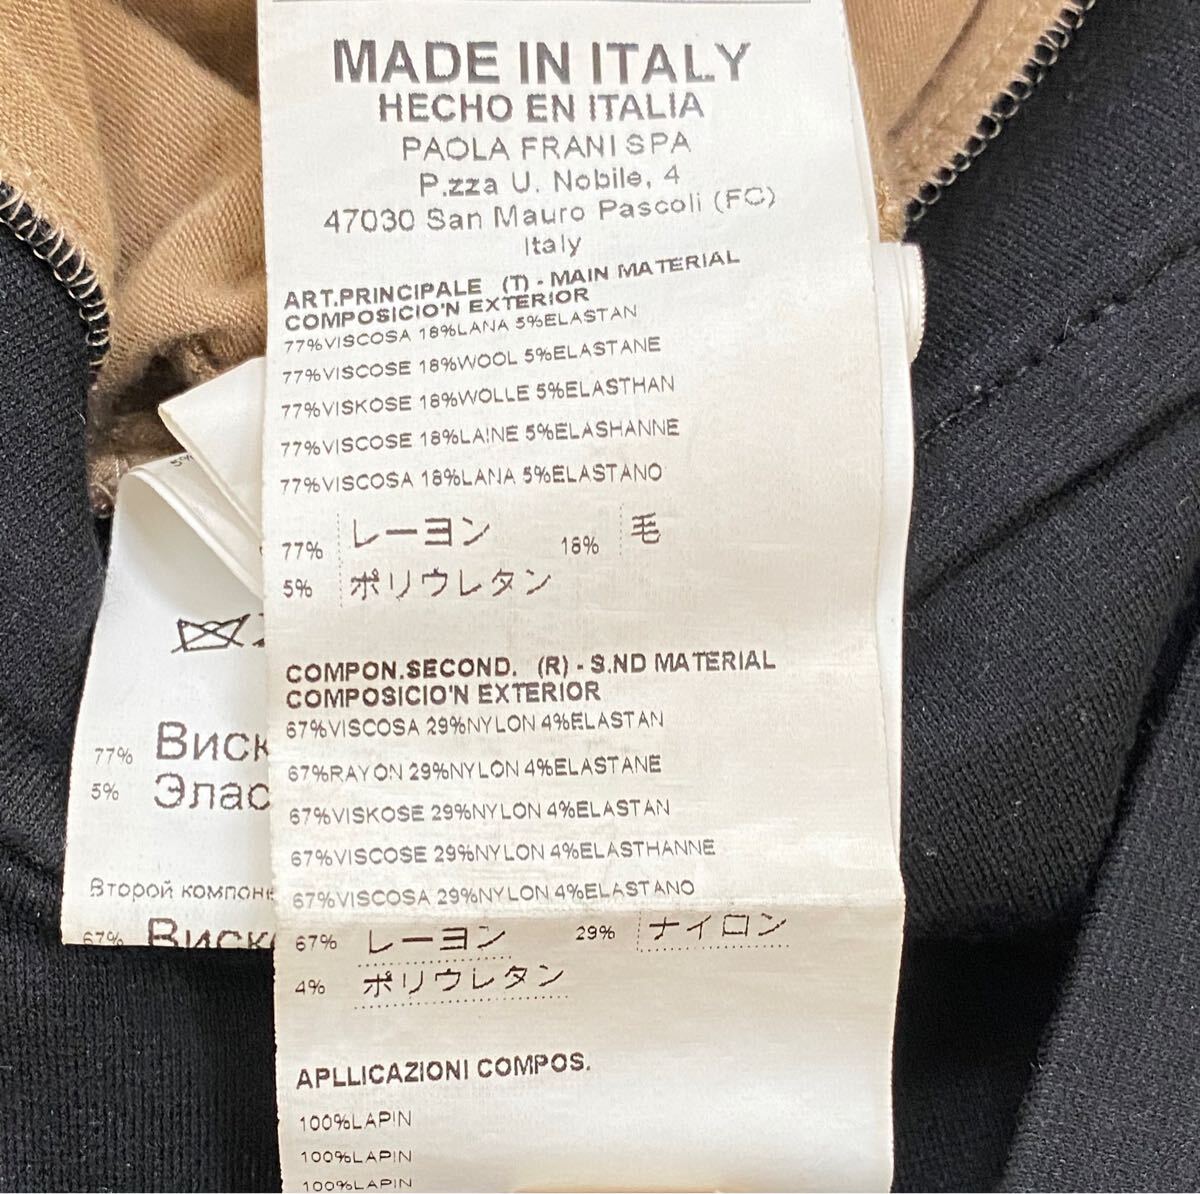 MADE IN ITALY
HECHO EN ITALIA
PAOLA FRANI SPA
P.zza U. Nobile, 4
47030 San Mauro Pascoli (FC)
Italy
ART.PRINCIPALE (T) - MAIN MATERIAL
COMPOSICIO'N EXTERIOR
77%VISCOSA 18%LANA 5%ELASTAN
77%VISCOSE 18%WOOL 5%ELASTANE
77%VISKOSE 18%WOLLE 5%ELASTHAN
77%VISCOSE 18%LAINE 5%ELASHANNE
77%VISCOSA 18%LANA 5%ELASTANO
77% レーヨン 18% 毛
5% ポリウレタン
COMPON.SECOND. (R) - S.ND MATERIAL
COMPOSICIO'N EXTERIOR
67%VISCOSA 29%NYLON 4%ELASTAN
67%RAYON 29%NYLON 4%ELASTANE
67%VISKOSE 29%NYLON 4%ELASTAN
67%VISCOSE 29%NYLON 4%ELASTHANNE
67%VISCOSA 29%NYLON 4%ELASTANO
67% レーヨン 29% ナイロン
4% ポリウレタン
APLLICAZIONI COMPOS.
100%LAPIN
100%LAPIN
100%LAPIN
77% Виск
5% Элас
Второй компоне
67% Виск